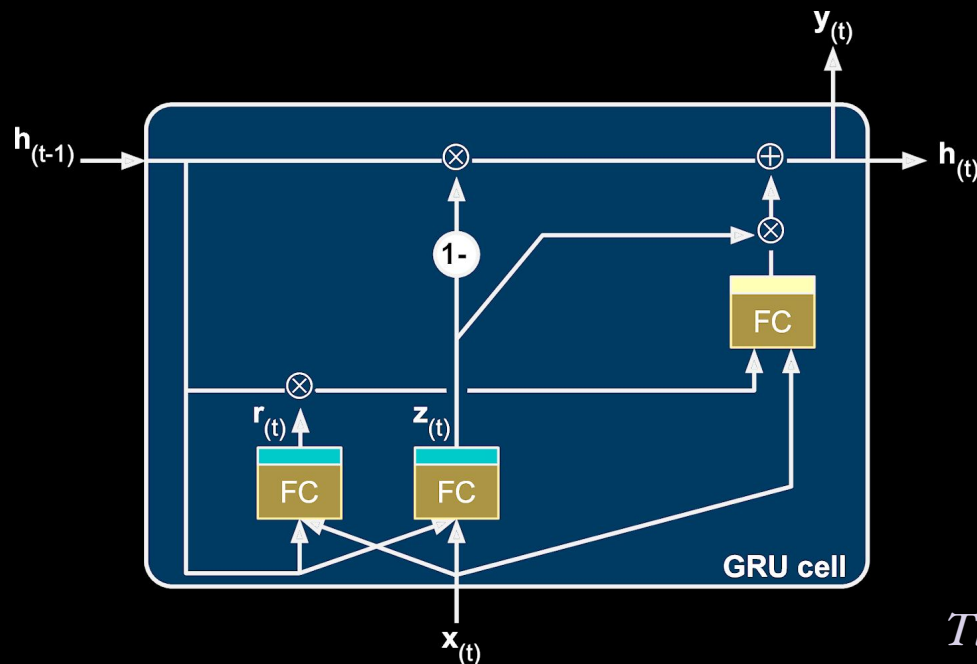 y(t)
h(t-1)
h(t)
1-
FC
r(t)
z(t)
FC
FC
GRU cell
x(t)